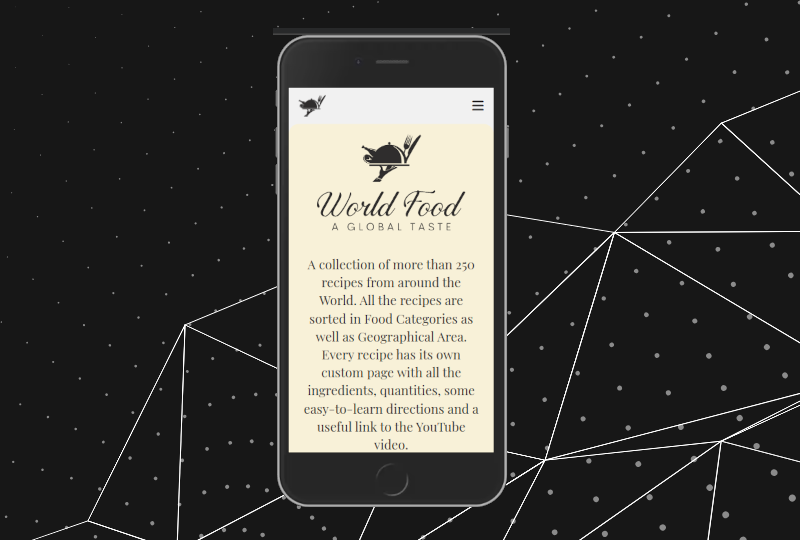 World Food
A GLOBAL TASTE
A collection of more than 250
recipes from around the
World. All the recipes are
sorted in Food Categories as
well as Geographical Area.
Every recipe has its own
custom page with all the
ingredients, quantities, some
easy-to-learn directions and a
useful link to the YouTube
video.